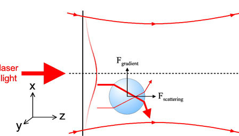 laser
light
x
y
z
F gradient
F scattering